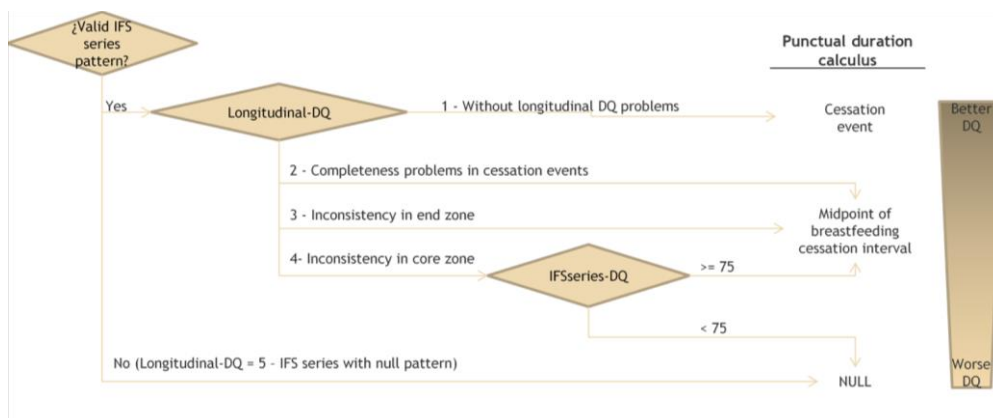 ¿Valid IFS
series
pattern?
Punctual duration
calculus
Yes
Longitudinal-DQ
1 - Without longitudinal DQ problems
Cessation
event
Better
DQ
2 - Completeness problems in cessation events
3 - Inconsistency in end zone
Midpoint of
breastfeeding
cessation interval
4- Inconsistency in core zone
IFSseries-DQ
>= 75
< 75
No (Longitudinal-DQ = 5 - IFS series with null pattern)
NULL
Worse
DQ